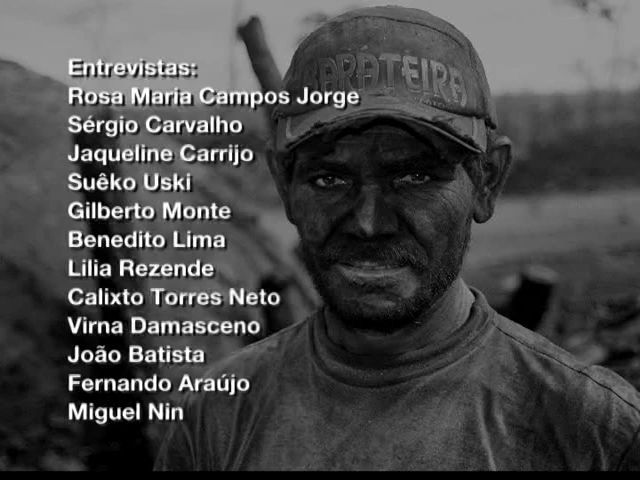 Entrevistas:
Rosa Maria Campos Jorge
Sérgio Carvalho
Jaqueline Carrijo
Suêko Uski
Gilberto Monte
Benedito Lima
Lilia Rezende
Calixto Torres Neto
Virna Damasceno
João Batista
Fernando Araújo
Miguel Nin